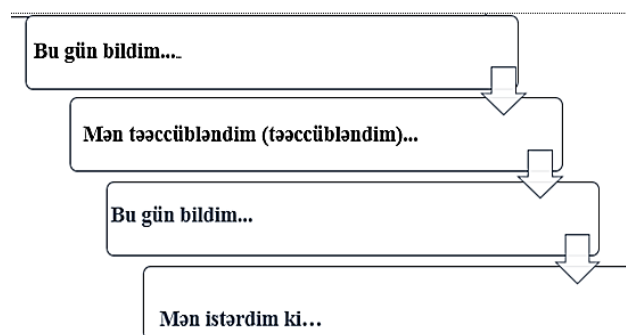 Bu gün bildim....
Mən təəccübləndim (təəccübləndim)...
Bu gün bildim...
Mən istərdim ki…